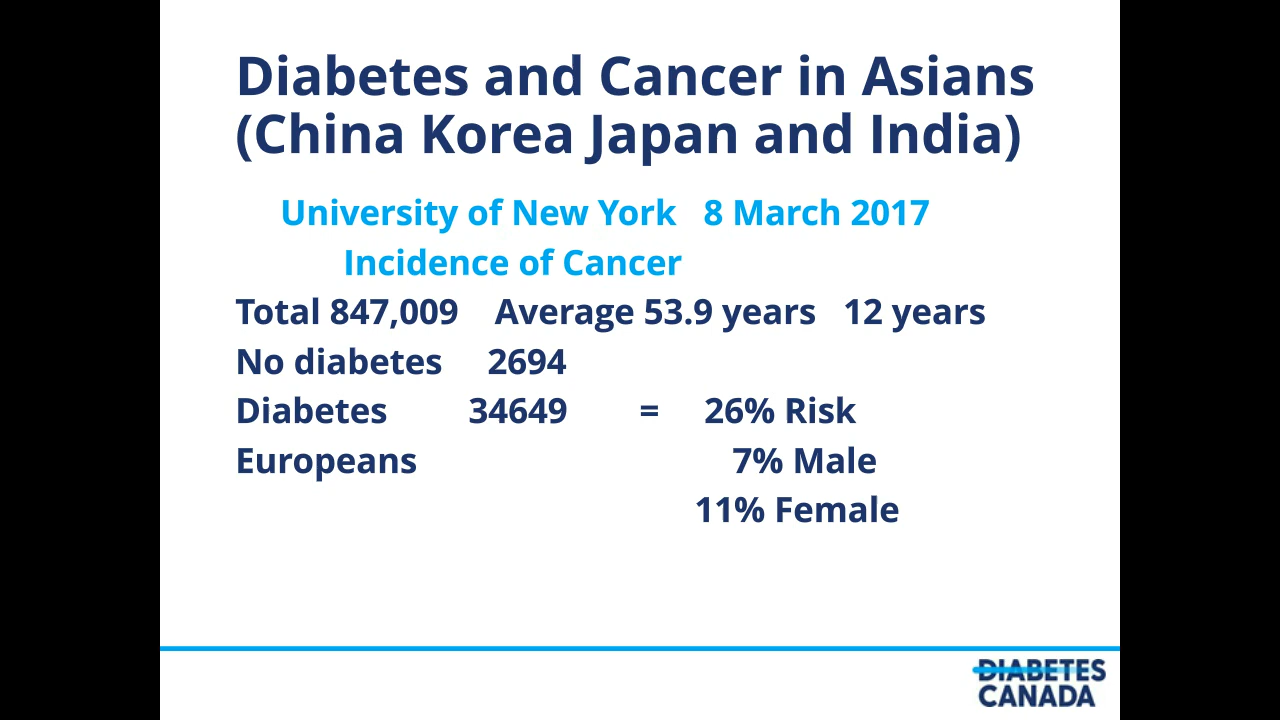 Diabetes and Cancer in Asians
(China Korea Japan and India)
University of New York 8 March 2017
Incidence of Cancer
Total 847,009 Average 53.9 years 12 years
No diabetes 2694
Diabetes 34649 = 26% Risk
Europeans 7% Male
11% Female
DIABETES
CANADA